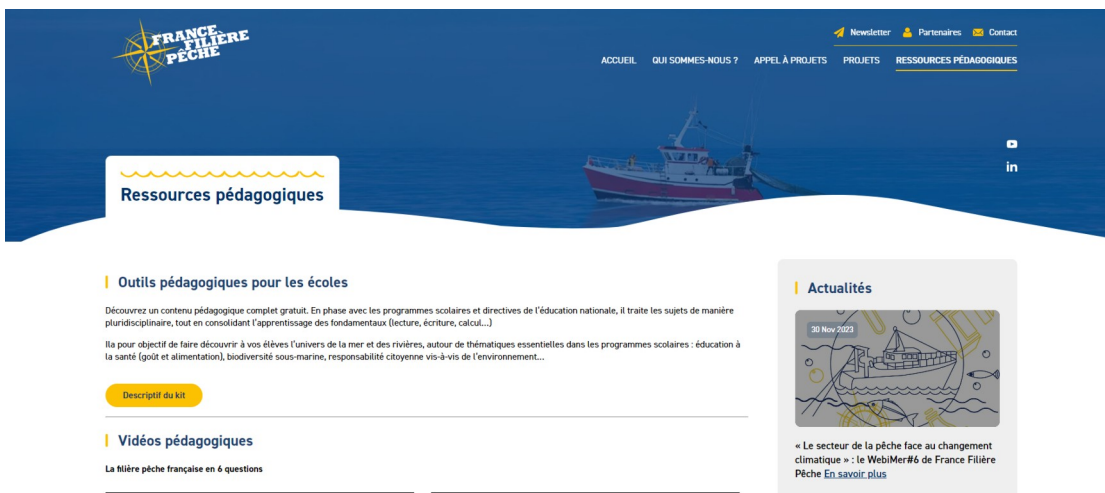 FRANCE
FILIÈRE
PÊCHE
Newsletter Partenaires Contact
ACCUEIL QUI SOMMES-NOUS ? APPEL À PROJETS PROJETS RESSOURCES PÉDAGOGIQUES
in
Ressources pédagogiques
Outils pédagogiques pour les écoles
Découvrez un contenu pédagogique complet gratuit. En phase avec les programmes scolaires et directives de l'éducation nationale, il traite les sujets de manière
pluridisciplinaire, tout en consolidant l'apprentissage des fondamentaux (lecture, écriture, calcul...)
Ila pour objectif de faire découvrir à vos élèves l'univers de la mer et des rivières, autour de thématiques essentielles dans les programmes scolaires : éducation à
la santé (goût et alimentation), biodiversité sous-marine, responsabilité citoyenne vis-à-vis de l'environnement...
Descriptif du kit
Vidéos pédagogiques
La filière pêche française en 6 questions
Actualités
30 Nov 2023
« Le secteur de la pêche face au changement
climatique » : le WebiMer#6 de France Filière
Pêche En savoir plus